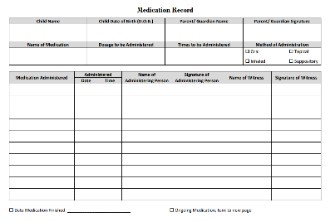 Medication Record
Child Name Child Date of Birth (D.O.B.) Parent/ Guardian Name Parent/ Guardian Signature
Name of Medication Dosage to be Administered Times to be Administered Method of Administration
☐ Oral ☐ Topical
☐ Inhaled ☐ Suppository
Medication Administered Administered Date Time Name of Administering Person Signature of Administering Person Name of Witness Signature of Witness
☐ Date Medication Finished
☐ Ongoing Medication, turn to next page